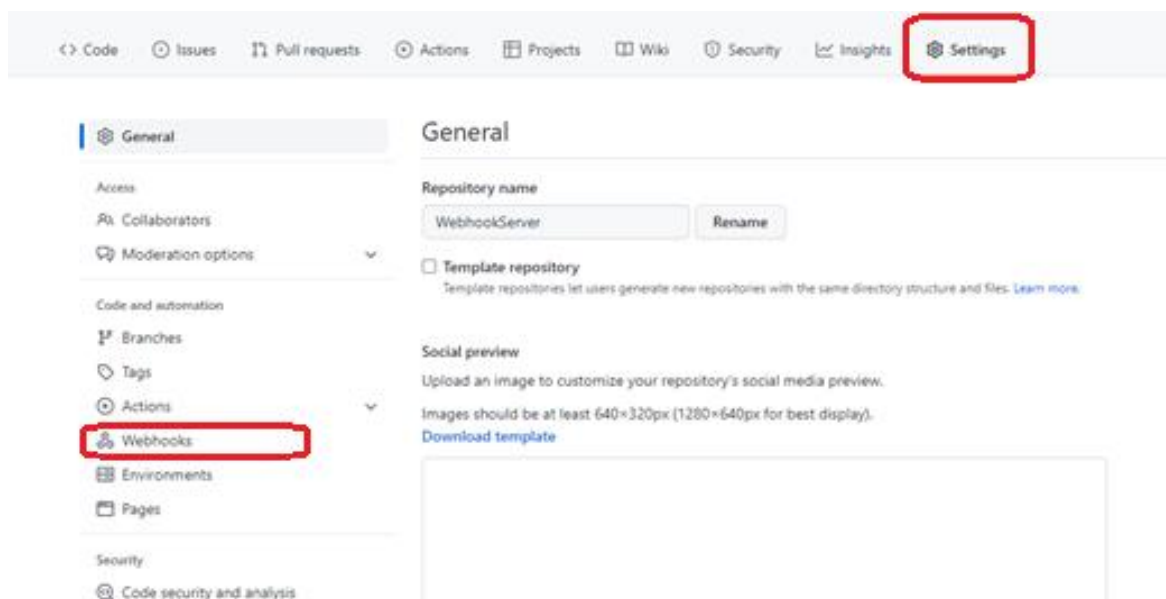 Code Issues Pull requests Actions Projects Wiki Security Insights Settings
General
Access
Collaborators
Moderation options
Code and automation
Branches
Tags
Actions
Webhooks
Environments
Pages
Security
Code security and analysis
General
Repository name
WebhookServer Rename
Template repository
Template repositories let users generate new repositories with the same directory structure and files. Learn more.
Social preview
Upload an image to customize your repository's social media preview.
Images should be at least 640×320px (1280×640px for best display).
Download template